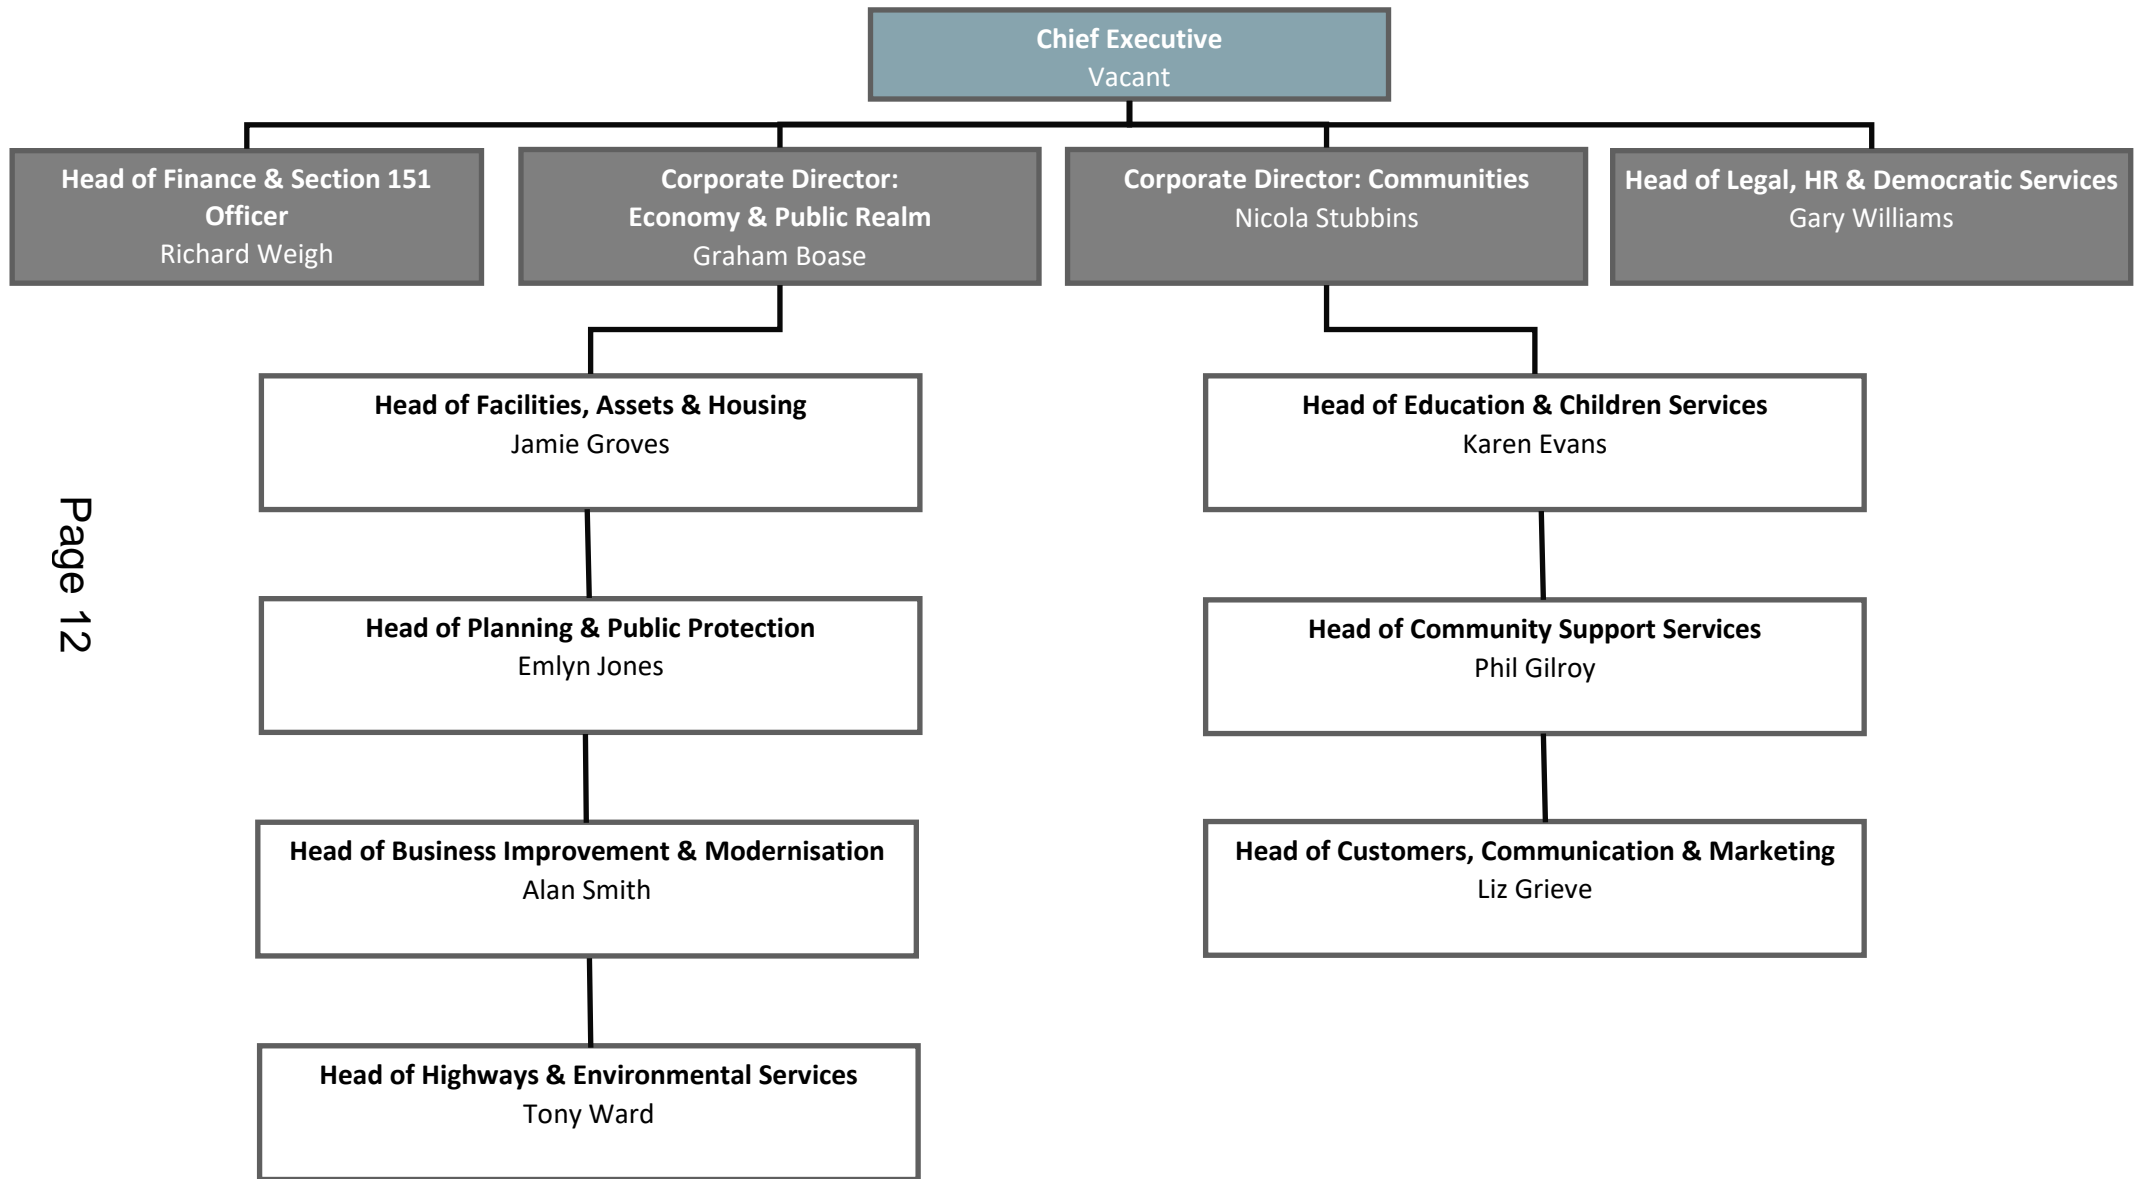 Chief Executive
Vacant
Head of Finance & Section 151
Officer
Richard Weigh
Corporate Director:
Economy & Public Realm
Graham Boase
Corporate Director: Communities
Nicola Stubbins
Head of Legal, HR & Democratic Services
Gary Williams
Head of Facilities, Assets & Housing
Jamie Groves
Head of Planning & Public Protection
Emlyn Jones
Head of Business Improvement & Modernisation
Alan Smith
Head of Highways & Environmental Services
Tony Ward
Head of Education & Children Services
Karen Evans
Head of Community Support Services
Phil Gilroy
Head of Customers, Communication & Marketing
Liz Grieve
Page 12